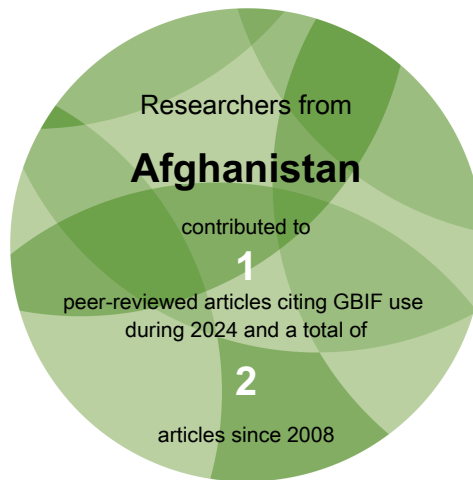 Researchers from
Afghanistan
contributed to
1
peer-reviewed articles citing GBIF use
during 2024 and a total of
2
articles since 2008